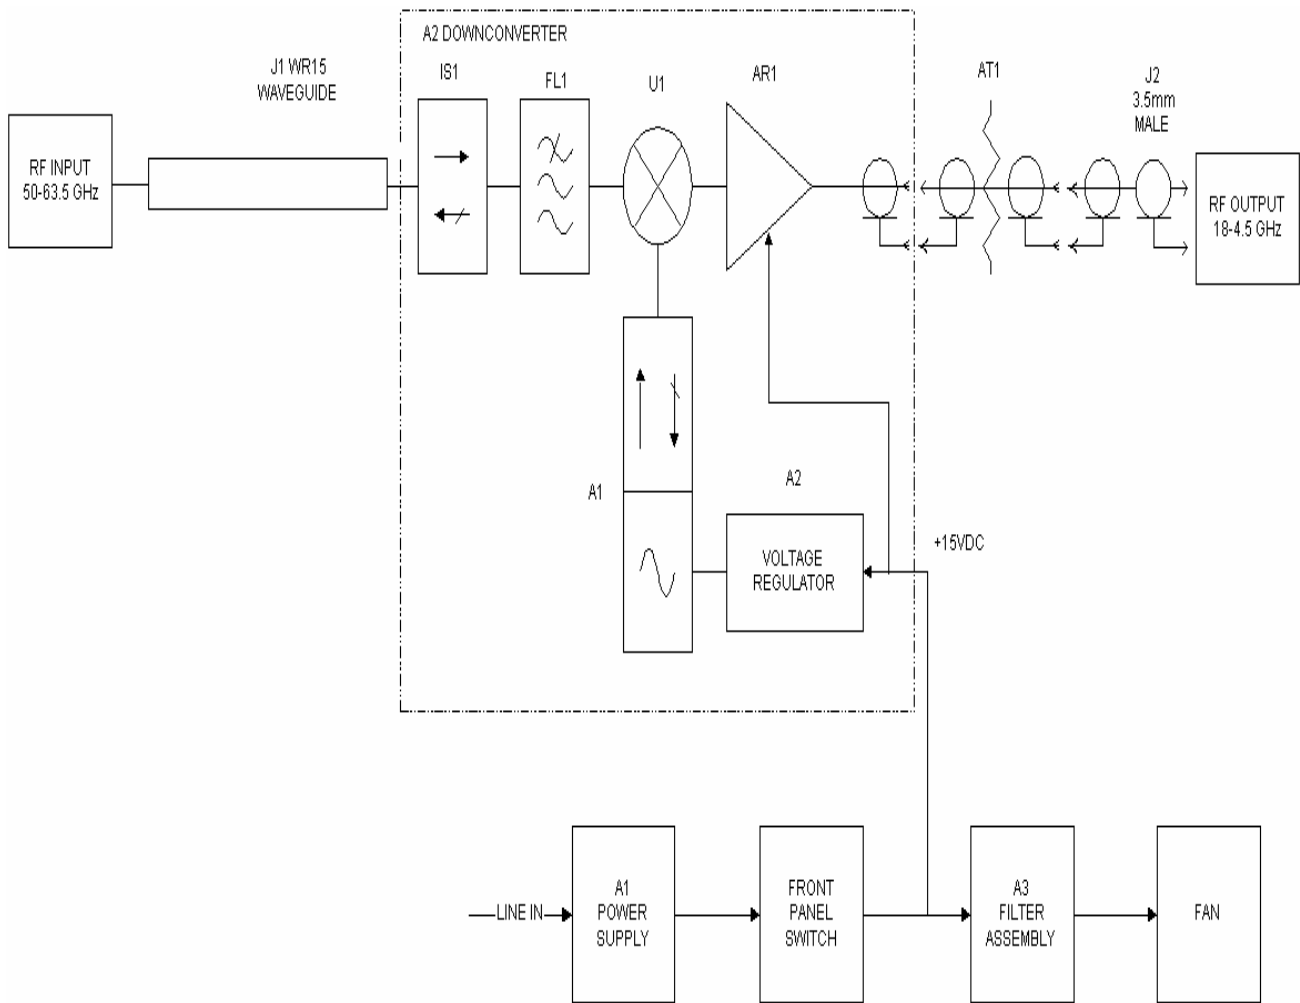 A2 DOWNCONVERTER
J1 WR15
WAVEGUIDE
IS1
FL1
U1
AR1
AT1
J2
3.5mm
MALE
RF INPUT
50-63.5 GHz
RF OUTPUT
18-4.5 GHz
A1
A2
VOLTAGE
REGULATOR
+15VDC
LINE IN
A1
POWER
SUPPLY
FRONT
PANEL
SWITCH
A3
FILTER
ASSEMBLY
FAN